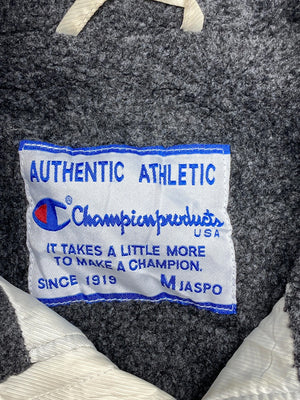 AUTHENTIC ATHLETIC
Championproducts
USA
IT TAKES A LITTLE MORE
TO MAKE A CHAMPION.
SINCE 1919 M JASPO